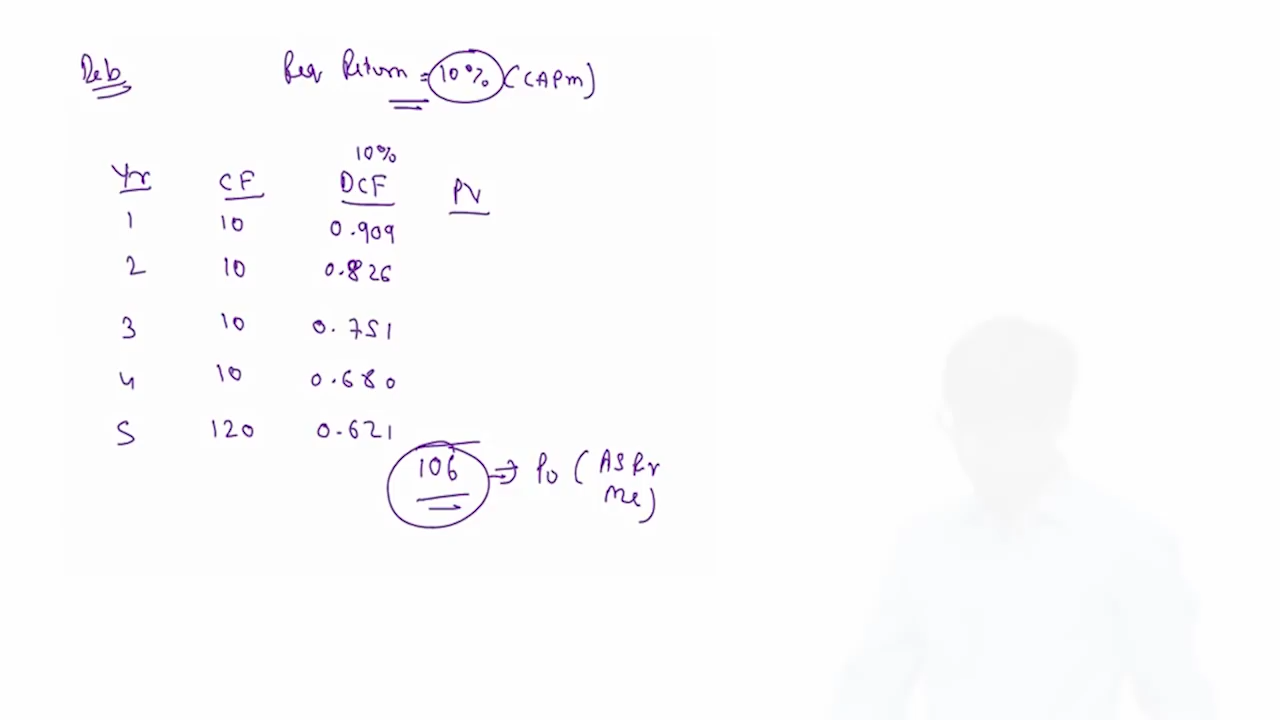 Deb Req Return = 10% (CAPM)
10%
Yr CF DCF PV
1 10 0.909
2 10 0.826
3 10 0.751
4 10 0.680
5 120 0.621
106 ⇒ P0 (AS Per
Me)